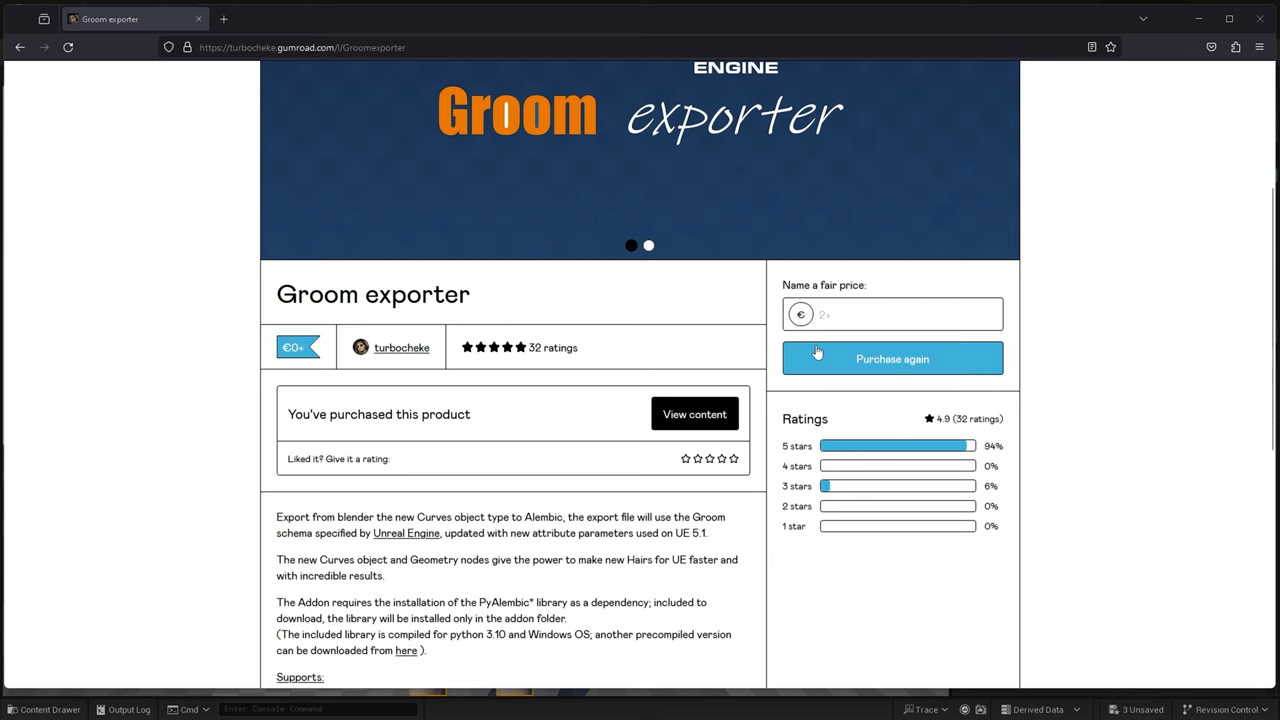 Groom exporter
https://turbocheke.gumroad.com/l/Groomexporter
ENGINE
Groom exporter
Groom exporter
€0+
turbocheke
32 ratings
You've purchased this product
View content
Liked it? Give it a rating:
Export from blender the new Curves object type to Alembic, the export file will use the Groom
schema specified by Unreal Engine, updated with new attribute parameters used on UE 5.1.
The new Curves object and Geometry nodes give the power to make new Hairs for UE faster and
with incredible results.
The Addon requires the installation of the PyAlembic* library as a dependency; included to
download, the library will be installed only in the addon folder.
(The included library is compiled for python 3.10 and Windows OS; another precompiled version
can be downloaded from here ).
Supports:
Name a fair price:
€ 2+
Purchase again
Ratings
4.9 (32 ratings)
5 stars 94%
4 stars 0%
3 stars 6%
2 stars 0%
1 star 0%
Content Drawer
Output Log
Cmd
Enter Console Command
Trace
Derived Data
3 Unsaved
Revision Control